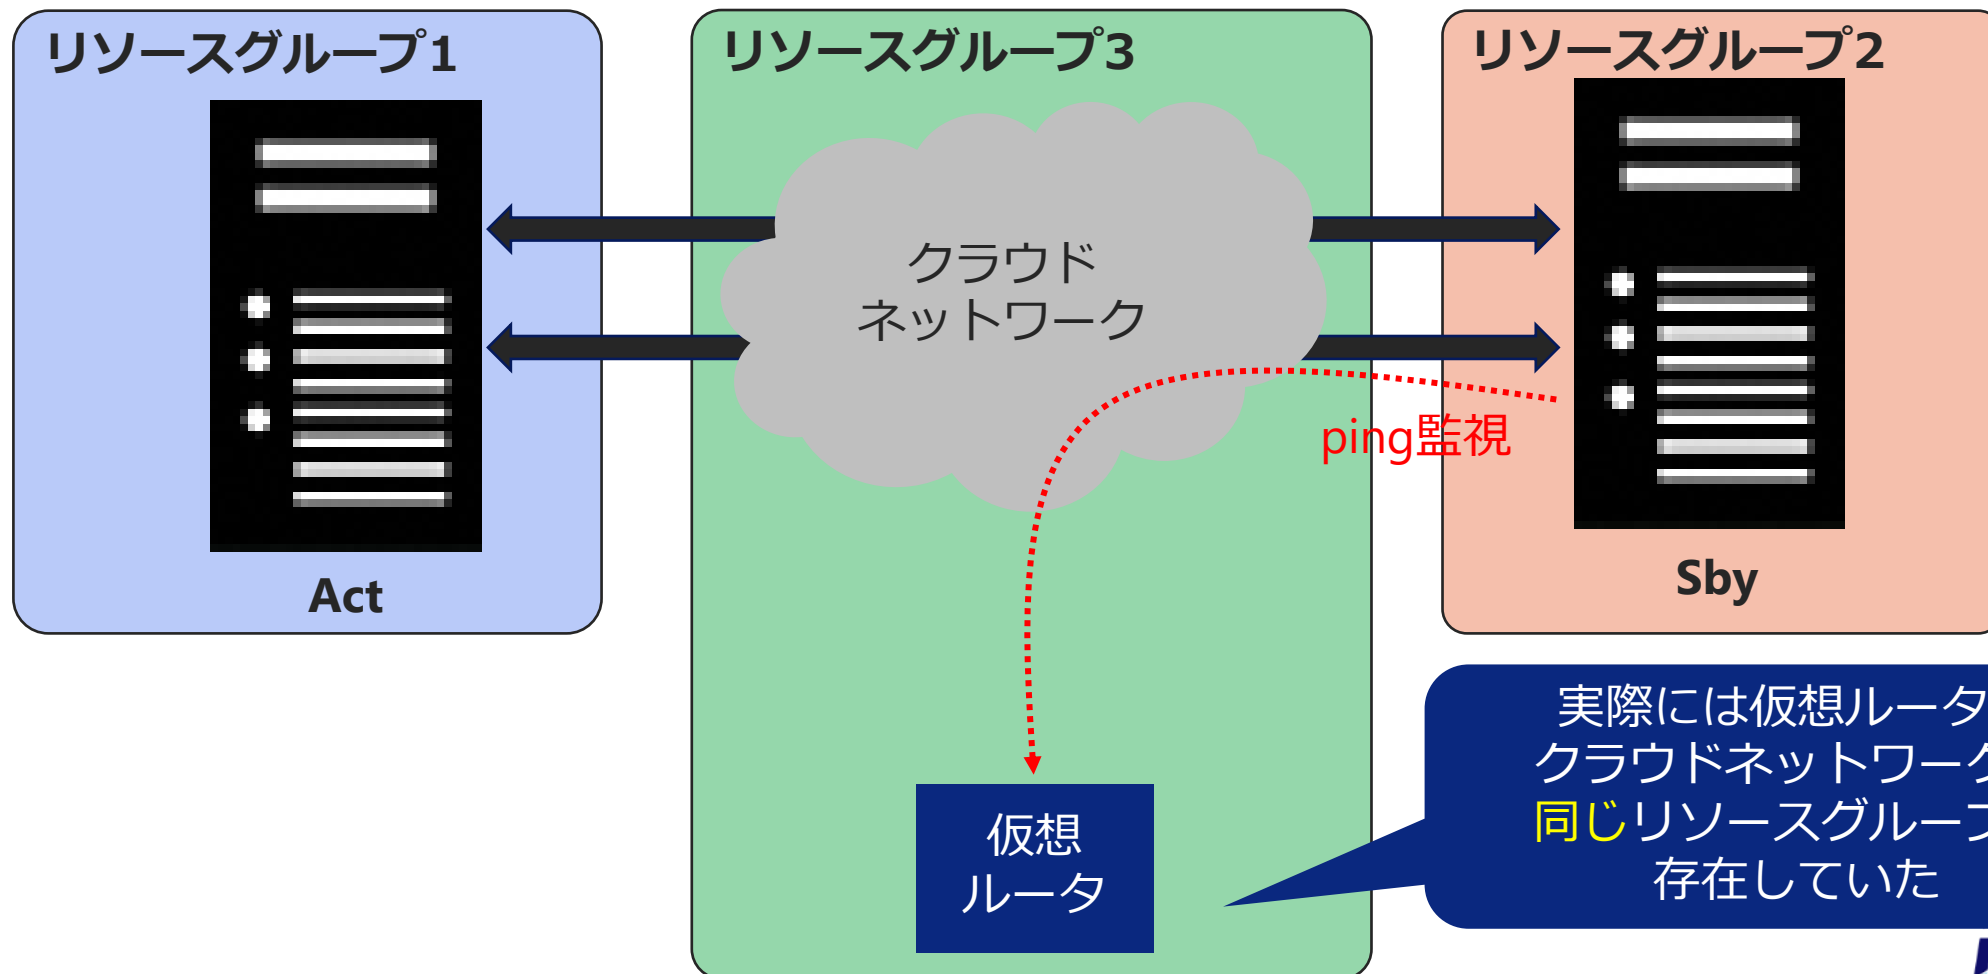 リソースグループ1
リソースグループ3
リソースグループ2
クラウド
ネットワーク
ping監視
Act
Sby
仮想
ルータ
実際には仮想ルータ
クラウドネットワーク
同じリソースグループ
存在していた